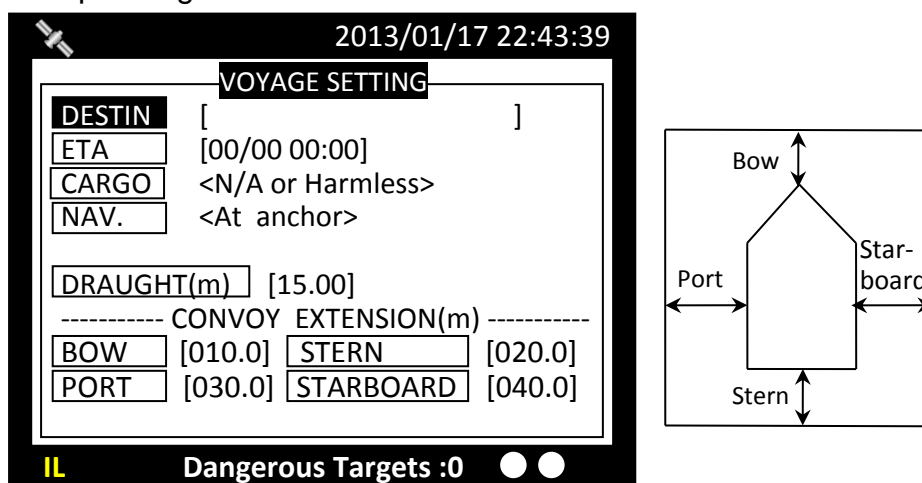 2013/01/17 22:43:39
VOYAGE SETTING
DESTIN [ ]
ETA [00/00 00:00]
CARGO <N/A or Harmless>
NAV. <At anchor>
DRAUGHT(m) [15.00]
----------- CONVOY EXTENSION(m) -----------
BOW [010.0] STERN [020.0]
PORT [030.0] STARBOARD [040.0]
IL Dangerous Targets :0
Bow
Port
Star-
board
Stern